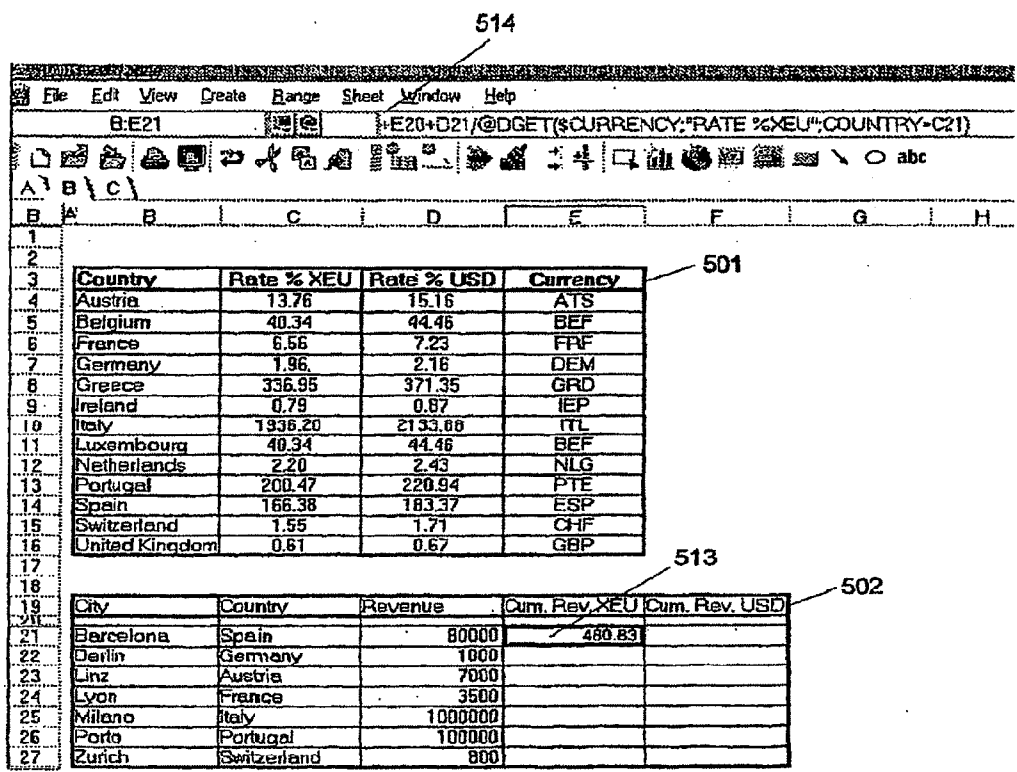 514
File Edit View Create Range Sheet Window Help
B:E21 @ +E20+D21/@DGET($CURRENCY;"RATE %XEU";COUNTRY=C21)
abc
A B C
B A B C D E F G H
1
2
3 Country Rate % XEU Rate % USD Currency 501
4 Austria 13.76 15.16 ATS
5 Belgium 40.34 44.46 BEF
6 France 6.56 7.23 FRF
7 Germany 1.96 2.16 DEM
8 Greece 336.95 371.35 GRD
9 Ireland 0.79 0.87 IEP
10 Italy 1936.20 2133.88 ITL
11 Luxembourg 40.34 44.46 BEF
12 Netherlands 2.20 2.43 NLG
13 Portugal 200.47 220.94 PTE
14 Spain 166.38 183.37 ESP
15 Switzerland 1.55 1.71 CHF
16 United Kingdom 0.61 0.67 GBP
17
513
18
502
19 City Country Revenue Cum. Rev. XEU Cum. Rev. USD
20
21 Barcelona Spain 80000 480.83
22 Berlin Germany 1000
23 Linz Austria 7000
24 Lyon France 3500
25 Milano Italy 1000000
26 Porto Portugal 100000
27 Zurich Switzerland 800